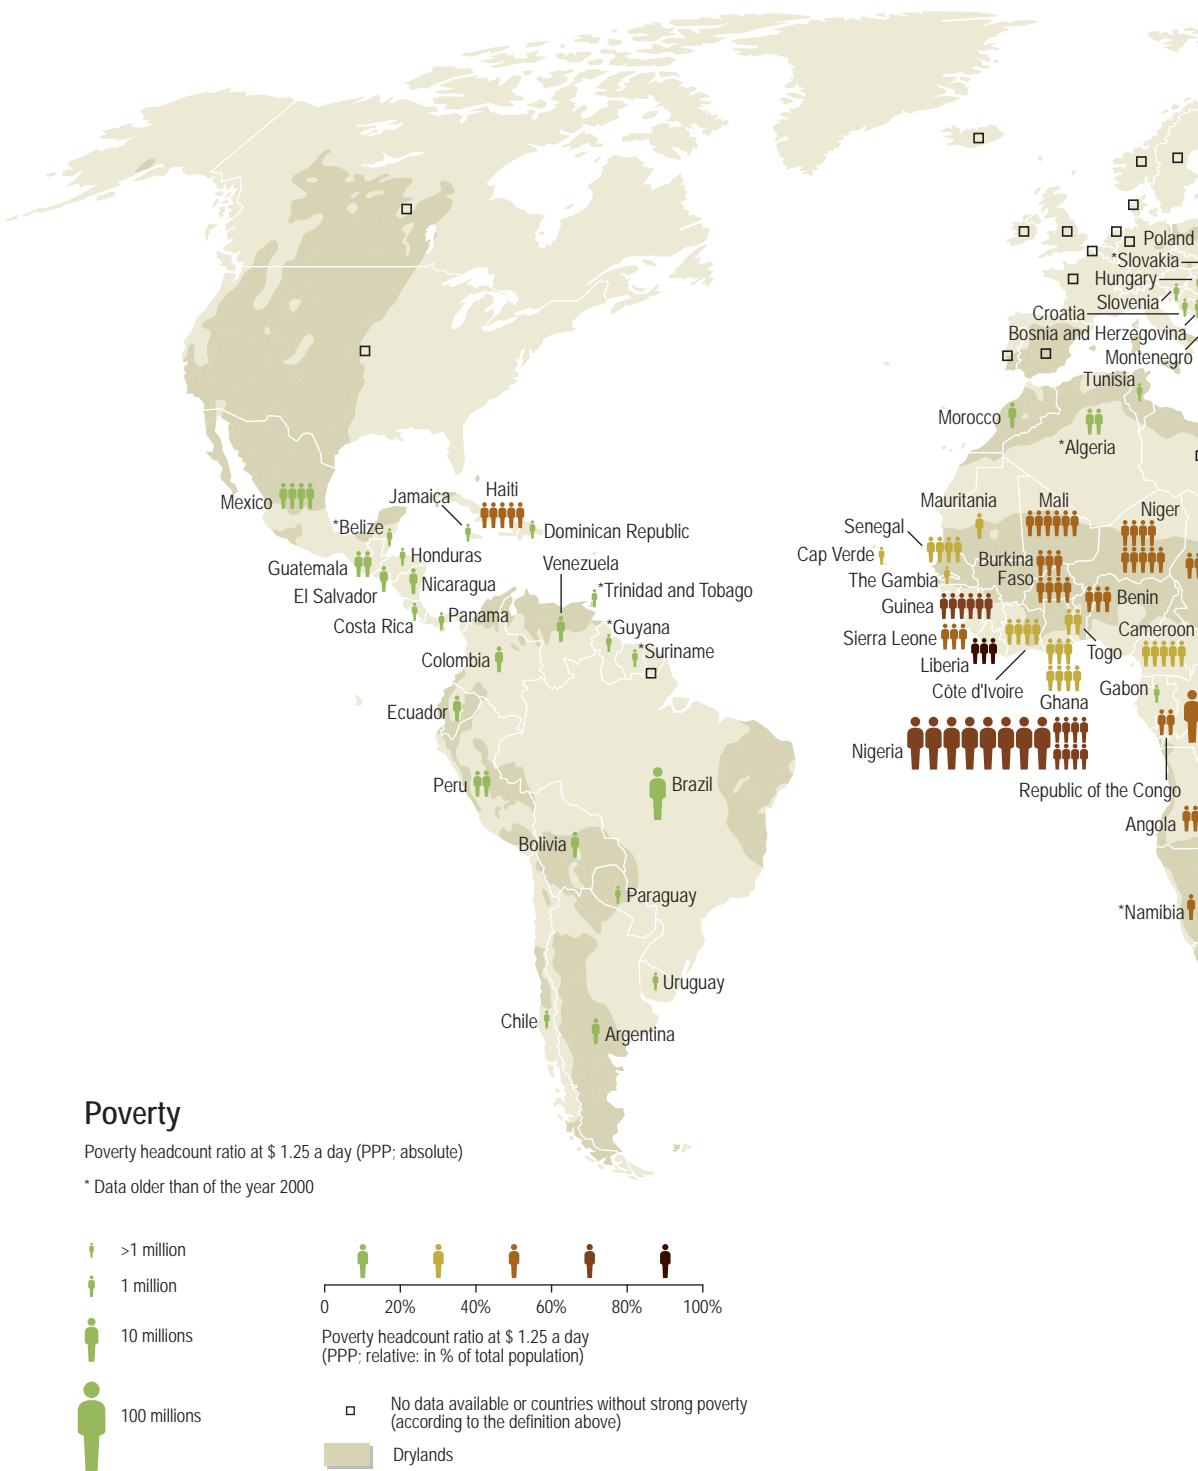 Poland
*Slovakia
Hungary
Slovenia
Croatia
Bosnia and Herzegovina
Montenegro
Tunisia
Morocco
*Algeria
Mexico
Jamaica
Haiti
*Belize
Dominican Republic
Honduras
Guatemala
Nicaragua
El Salvador
Venezuela
*Trinidad and Tobago
Costa Rica
Panama
*Guyana
*Suriname
Colombia
Ecuador
Peru
Brazil
Bolivia
Paraguay
Uruguay
Chile
Argentina
Mauritania
Mali
Niger
Senegal
Cap Verde
Burkina
Faso
The Gambia
Guinea
Benin
Sierra Leone
Cameroon
Togo
Liberia
Côte d'Ivoire
Ghana
Gabon
Nigeria
Republic of the Congo
Angola
*Namibia
Poverty
Poverty headcount ratio at $ 1.25 a day (PPP; absolute)
* Data older than of the year 2000
>1 million
1 million
10 millions
100 millions
0 20% 40% 60% 80% 100%
Poverty headcount ratio at $ 1.25 a day
(PPP; relative: in % of total population)
No data available or countries without strong poverty
(according to the definition above)
Drylands